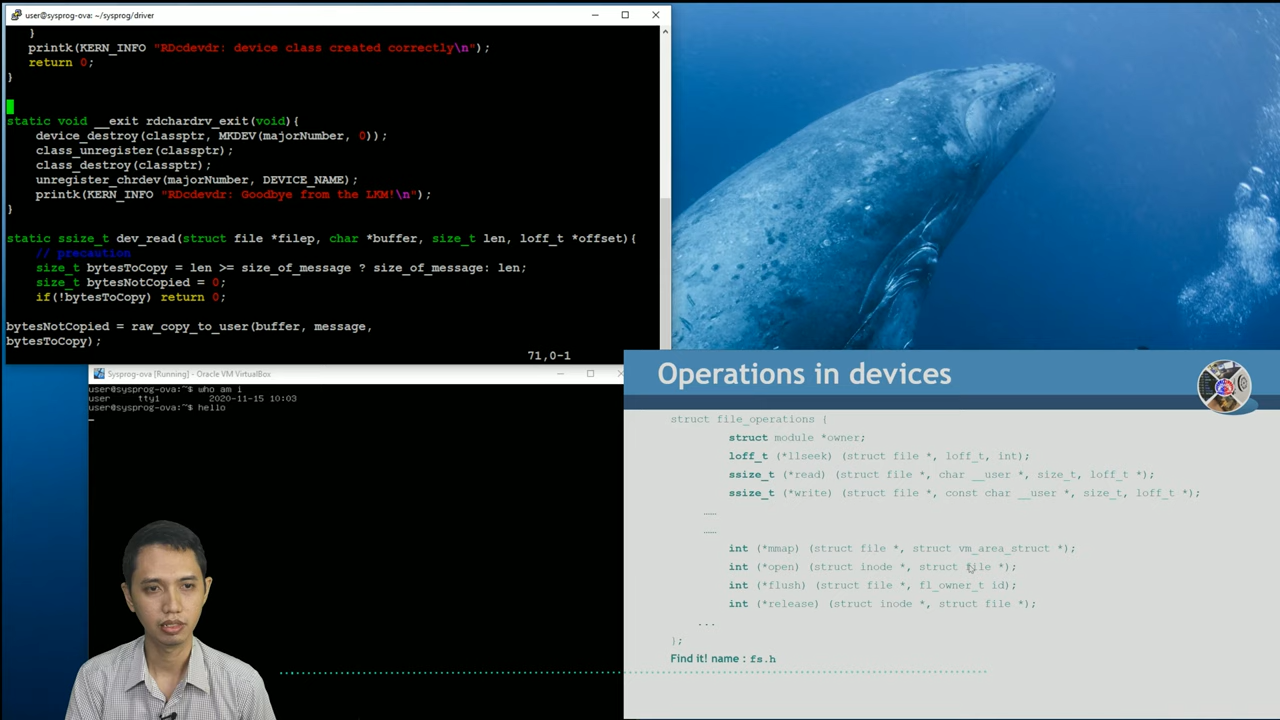 user@sysprog-ova: ~/sysprog/driver
}
printk(KERN_INFO "RDcdevdr: device class created correctly\n");
return 0;
}
static void __exit rdchardrv_exit(void){
device_destroy(classptr, MKDEV(majorNumber, 0));
class_unregister(classptr);
class_destroy(classptr);
unregister_chrdev(majorNumber, DEVICE_NAME);
printk(KERN_INFO "RDcdevdr: Goodbye from the LKM!\n");
}
static ssize_t dev_read(struct file *filep, char *buffer, size_t len, loff_t *offset){
// precaution
size_t bytesToCopy = len >= size_of_message ? size_of_message: len;
size_t bytesNotCopied = 0;
if(!bytesToCopy) return 0;
bytesNotCopied = raw_copy_to_user(buffer, message,
bytesToCopy);
71,0-1
Sysprog-ova [Running] - Oracle VM VirtualBox
user@sysprog-ova:~$ who am i
user tty1 2020-11-15 10:03
user@sysprog-ova:~$ hello
Operations in devices
struct file_operations {
struct module *owner;
loff_t (*llseek) (struct file *, loff_t, int);
ssize_t (*read) (struct file *, char __user *, size_t, loff_t *);
ssize_t (*write) (struct file *, const char __user *, size_t, loff_t *);
……
……
int (*mmap) (struct file *, struct vm_area_struct *);
int (*open) (struct inode *, struct file *);
int (*flush) (struct file *, fl_owner_t id);
int (*release) (struct inode *, struct file *);
...
};
Find it! name : fs.h